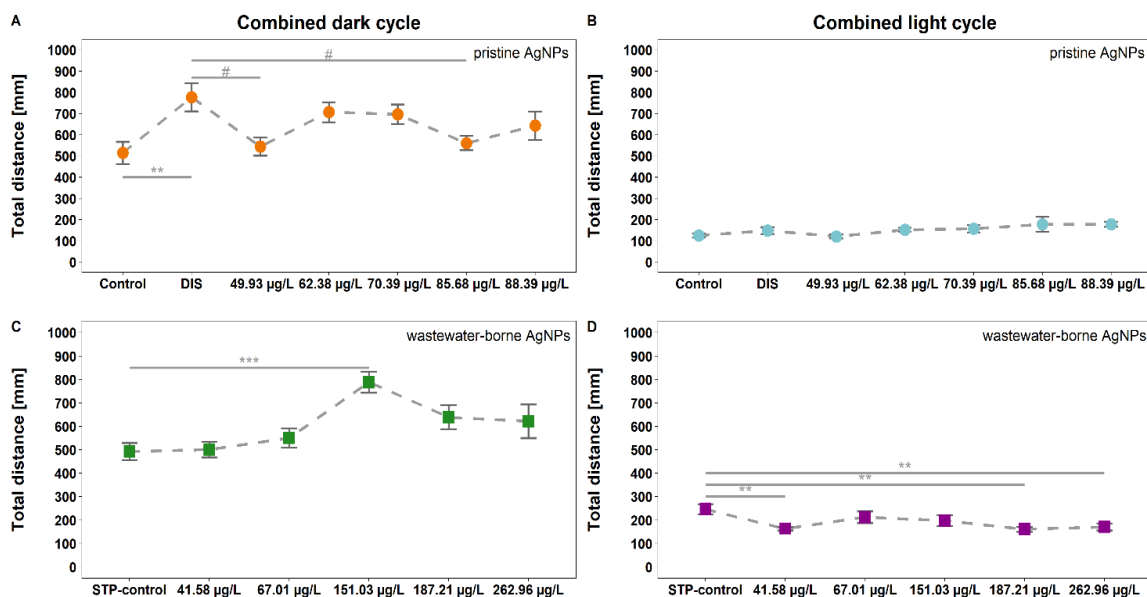 A
Combined dark cycle
pristine AgNPs
Total distance [mm]
1000
900
800
700
600
500
400
300
200
100
0
#
#
**
Control
DIS
49.93 µg/L
62.38 µg/L
70.39 µg/L
85.68 µg/L
88.39 µg/L
B
Combined light cycle
pristine AgNPs
Total distance [mm]
1000
900
800
700
600
500
400
300
200
100
0
Control
DIS
49.93 µg/L
62.38 µg/L
70.39 µg/L
85.68 µg/L
88.39 µg/L
C
wastewater-borne AgNPs
Total distance [mm]
1000
900
800
700
600
500
400
300
200
100
0
***
STP-control
41.58 µg/L
67.01 µg/L
151.03 µg/L
187.21 µg/L
262.96 µg/L
D
wastewater-borne AgNPs
Total distance [mm]
1000
900
800
700
600
500
400
300
200
100
0
**
**
**
STP-control
41.58 µg/L
67.01 µg/L
151.03 µg/L
187.21 µg/L
262.96 µg/L